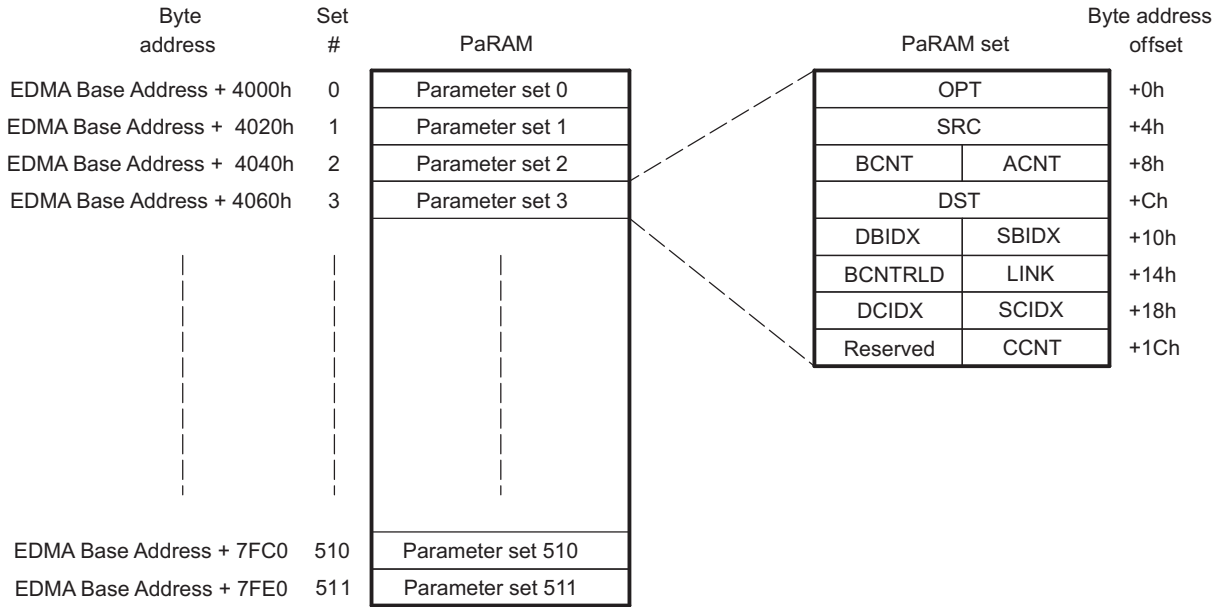 Byte address Set # PaRAM PaRAM set Byte address offset
EDMA Base Address + 4000h 0 Parameter set 0 OPT +0h
EDMA Base Address + 4020h 1 Parameter set 1 SRC +4h
EDMA Base Address + 4040h 2 Parameter set 2 BCNT ACNT +8h
EDMA Base Address + 4060h 3 Parameter set 3 DST +Ch
DBIDX SBIDX +10h
BCNTRLD LINK +14h
DCIDX SCIDX +18h
Reserved CCNT +1Ch
EDMA Base Address + 7FC0 510 Parameter set 510
EDMA Base Address + 7FE0 511 Parameter set 511